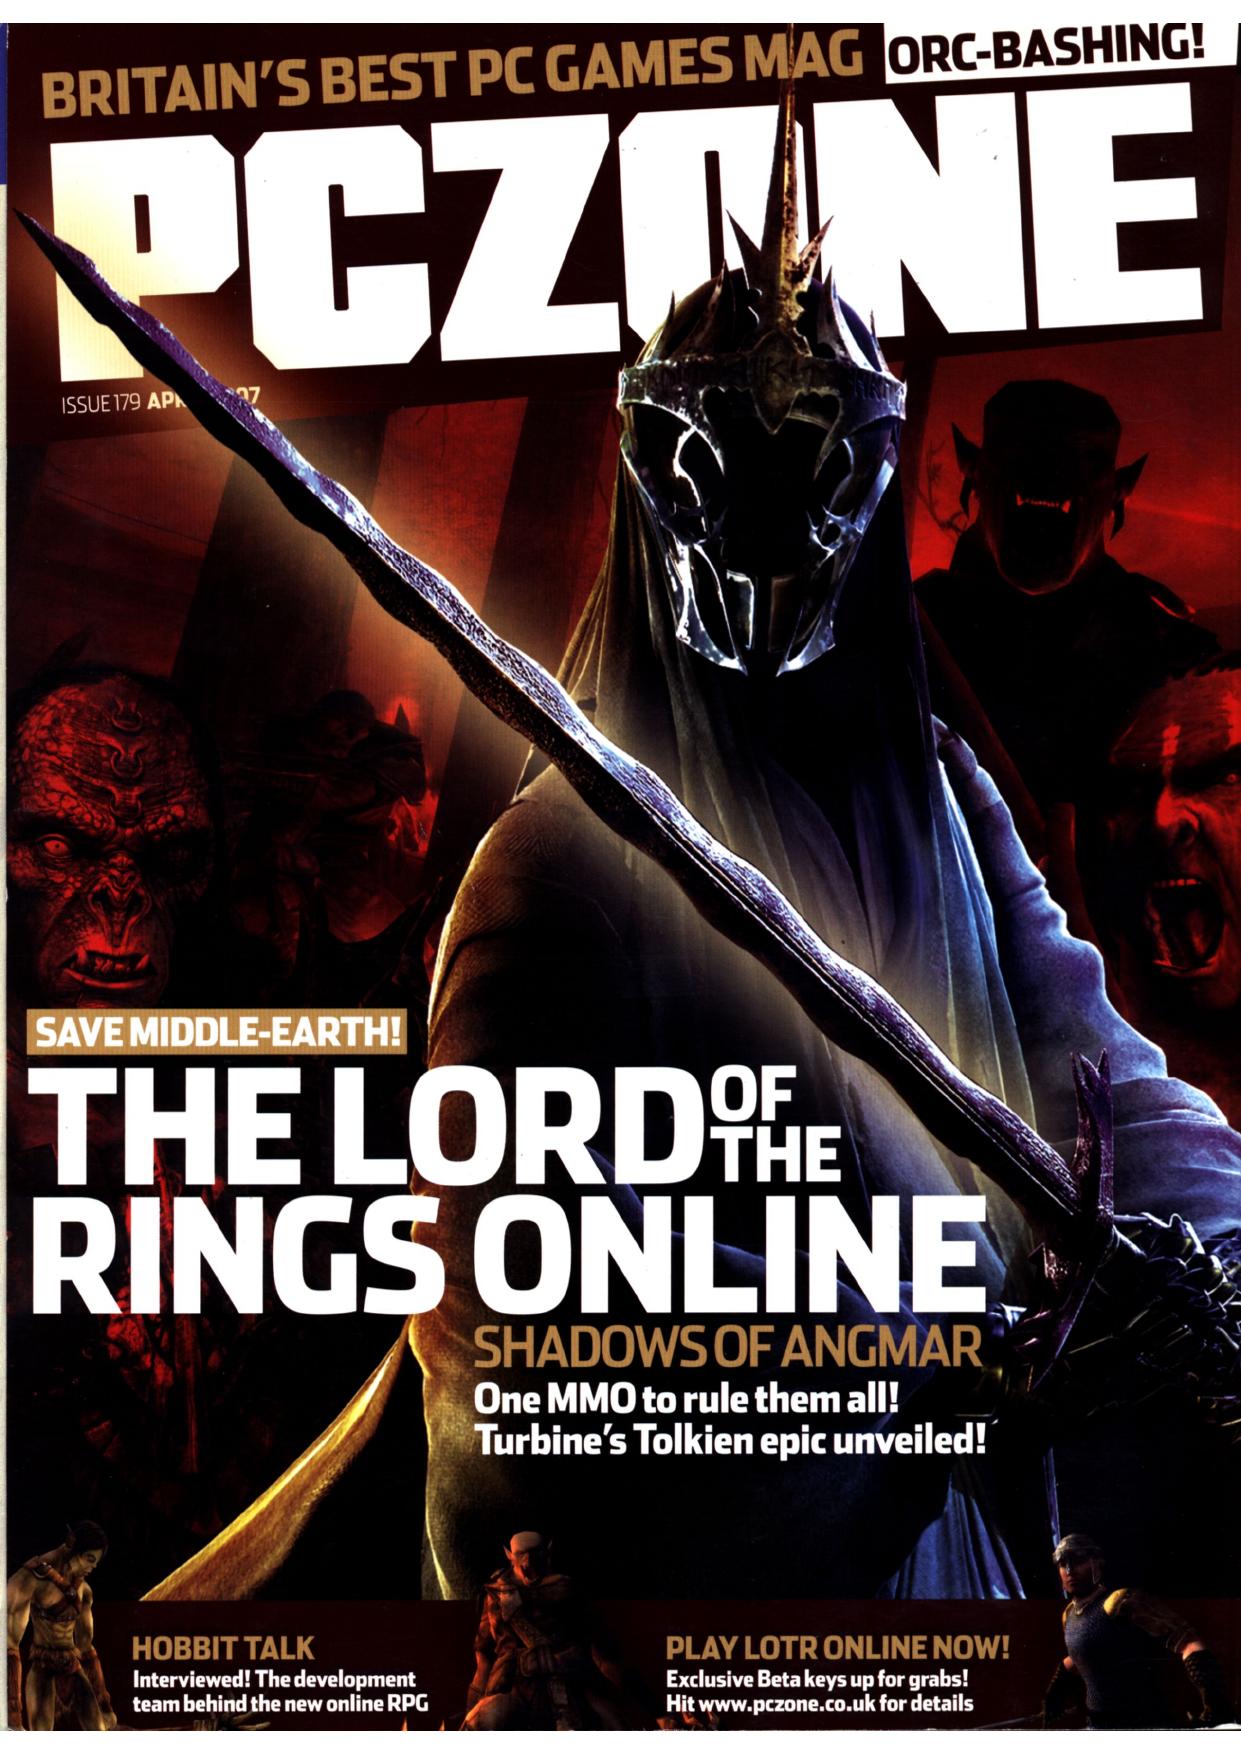 BRITAIN'S BEST PC GAMES MAG
ORC-BASHING!
PCZONE
ISSUE 179
SAVE MIDDLE-EARTH!
THE LORD OF THE
RINGS ONLINE
SHADOWS OF ANGMAR
One MMO to rule them all!
Turbine's Tolkien epic unveiled!
HOBBIT TALK
Interviewed! The development
team behind the new online RPG
PLAY LOTR ONLINE NOW!
Exclusive Beta keys up for grabs!
Hit www.pczone.co.uk for details